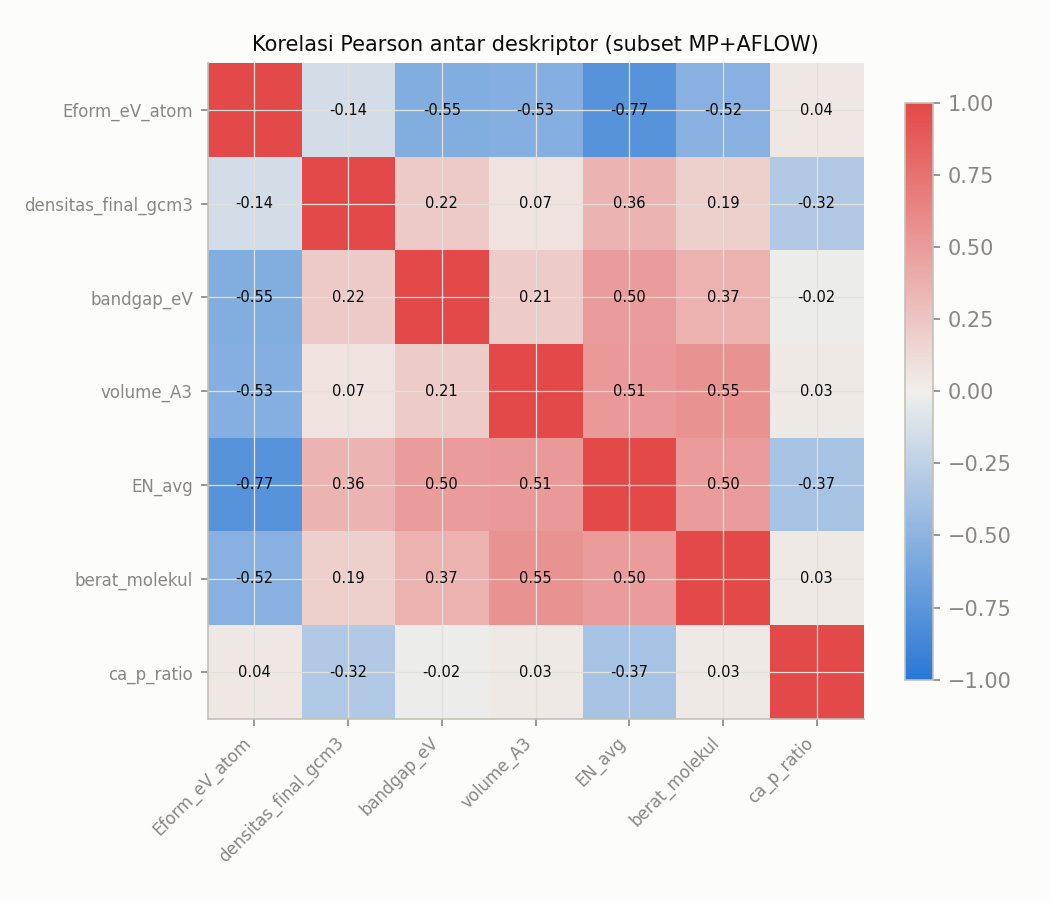 Korelasi Pearson antar deskriptor (subset MP+AFLOW)
Eform_eV_atom -0.14 -0.55 -0.53 -0.77 -0.52 0.04
densitas_final_gcm3 -0.14 0.22 0.07 0.36 0.19 -0.32
bandgap_eV -0.55 0.22 0.21 0.50 0.37 -0.02
volume_A3 -0.53 0.07 0.21 0.51 0.55 0.03
EN_avg -0.77 0.36 0.50 0.51 0.50 -0.37
berat_molekul -0.52 0.19 0.37 0.55 0.50 0.03
ca_p_ratio 0.04 -0.32 -0.02 0.03 -0.37 0.03
Eform_eV_atom
densitas_final_gcm3
bandgap_eV
volume_A3
EN_avg
berat_molekul
ca_p_ratio
1.00
0.75
0.50
0.25
0.00
−0.25
−0.50
−0.75
−1.00